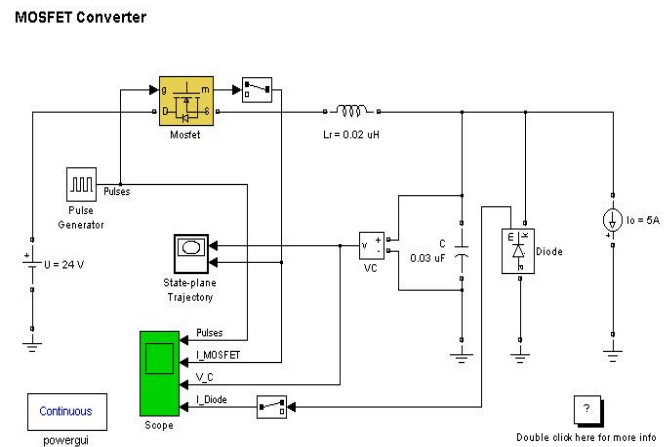 MOSFET Converter
g
m
D
S
Mosfet
Lr = 0.02 uH
Pulses
Pulse
Generator
U = 24 V
+
State-plane
Trajectory
v
+
-
VC
C
0.03 uF
m
k
Diode
Io = 5A
+
Pulses
I_MOSFET
V_C
I_Diode
Scope
Continuous
powergui
?
Double click here for more info